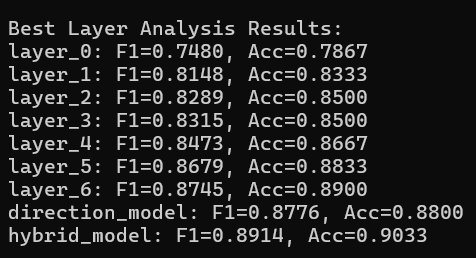 Best Layer Analysis Results:
layer_0: F1=0.7480, Acc=0.7867
layer_1: F1=0.8148, Acc=0.8333
layer_2: F1=0.8289, Acc=0.8500
layer_3: F1=0.8315, Acc=0.8500
layer_4: F1=0.8473, Acc=0.8667
layer_5: F1=0.8679, Acc=0.8833
layer_6: F1=0.8745, Acc=0.8900
direction_model: F1=0.8776, Acc=0.8800
hybrid_model: F1=0.8914, Acc=0.9033